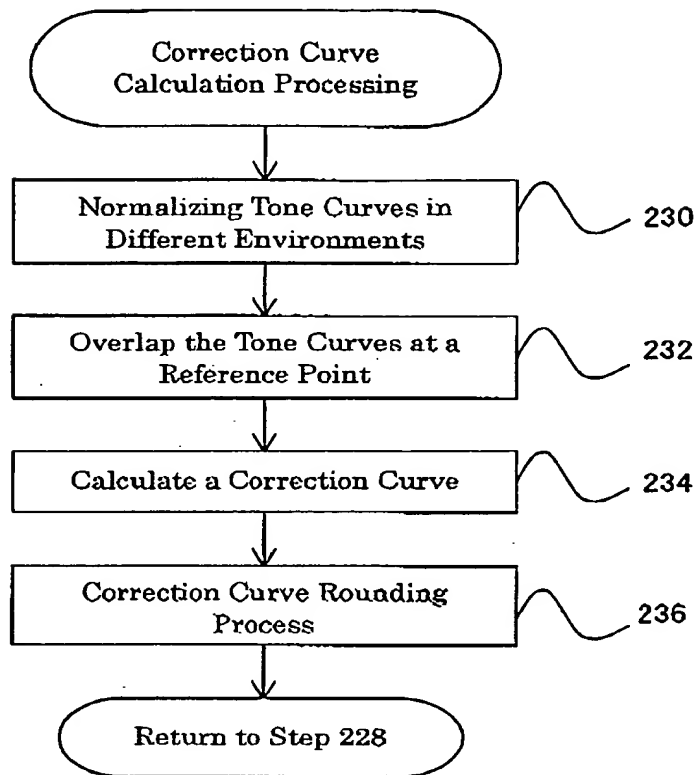 Correction Curve
Calculation Processing
Normalizing Tone Curves in
Different Environments
230
Overlap the Tone Curves at a
Reference Point
232
Calculate a Correction Curve
234
Correction Curve Rounding
Process
236
Return to Step 228